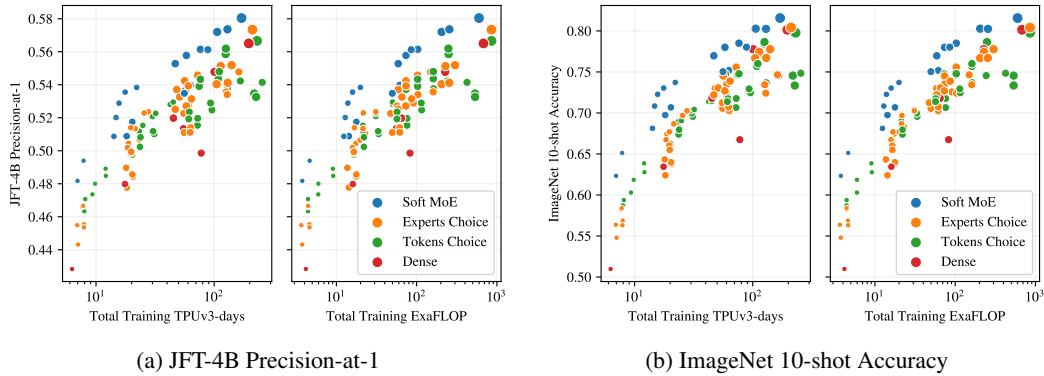 0.58
0.56
0.54
0.52
0.50
0.48
0.46
0.44
JFT-4B Precision-at-1
10¹
10²
Total Training TPUv3-days
Soft MoE
Experts Choice
Tokens Choice
Dense
10¹
10²
10³
Total Training ExaFLOP
(a) JFT-4B Precision-at-1
0.80
0.75
0.70
0.65
0.60
0.55
0.50
ImageNet 10-shot Accuracy
10¹
10²
Total Training TPUv3-days
Soft MoE
Experts Choice
Tokens Choice
Dense
10¹
10²
10³
Total Training ExaFLOP
(b) ImageNet 10-shot Accuracy